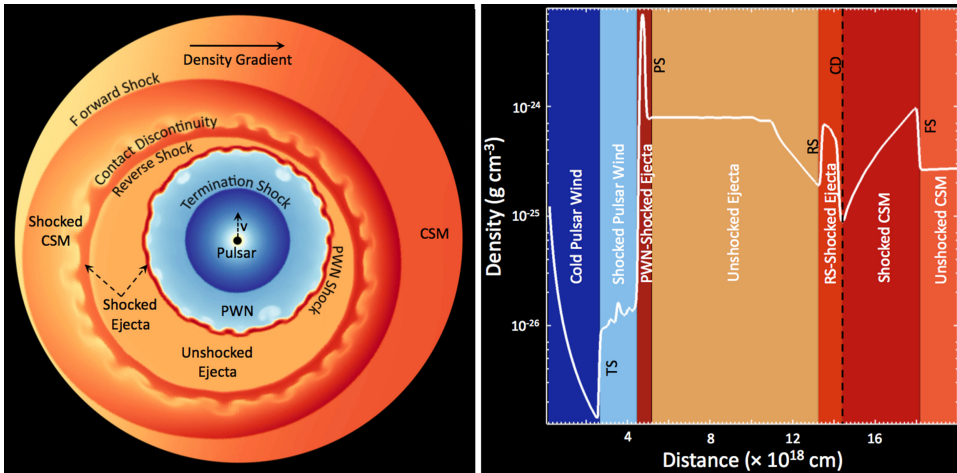 Density Gradient
F orward Shock
Contact Discontinuity
Reverse Shock
Termination Shock
v
Pulsar
PWN
PWN Shock
Shocked
CSM
CSM
Shocked
Ejecta
Unshocked
Ejecta
Density (g cm-3)
10-24
10-25
10-26
Cold Pulsar Wind
TS
Shocked Pulsar Wind
PWN-Shocked Ejecta
PS
Unshocked Ejecta
RS
RS-Shocked Ejecta
CD
Shocked CSM
FS
Unshocked CSM
4 8 12 16
Distance (× 1018 cm)